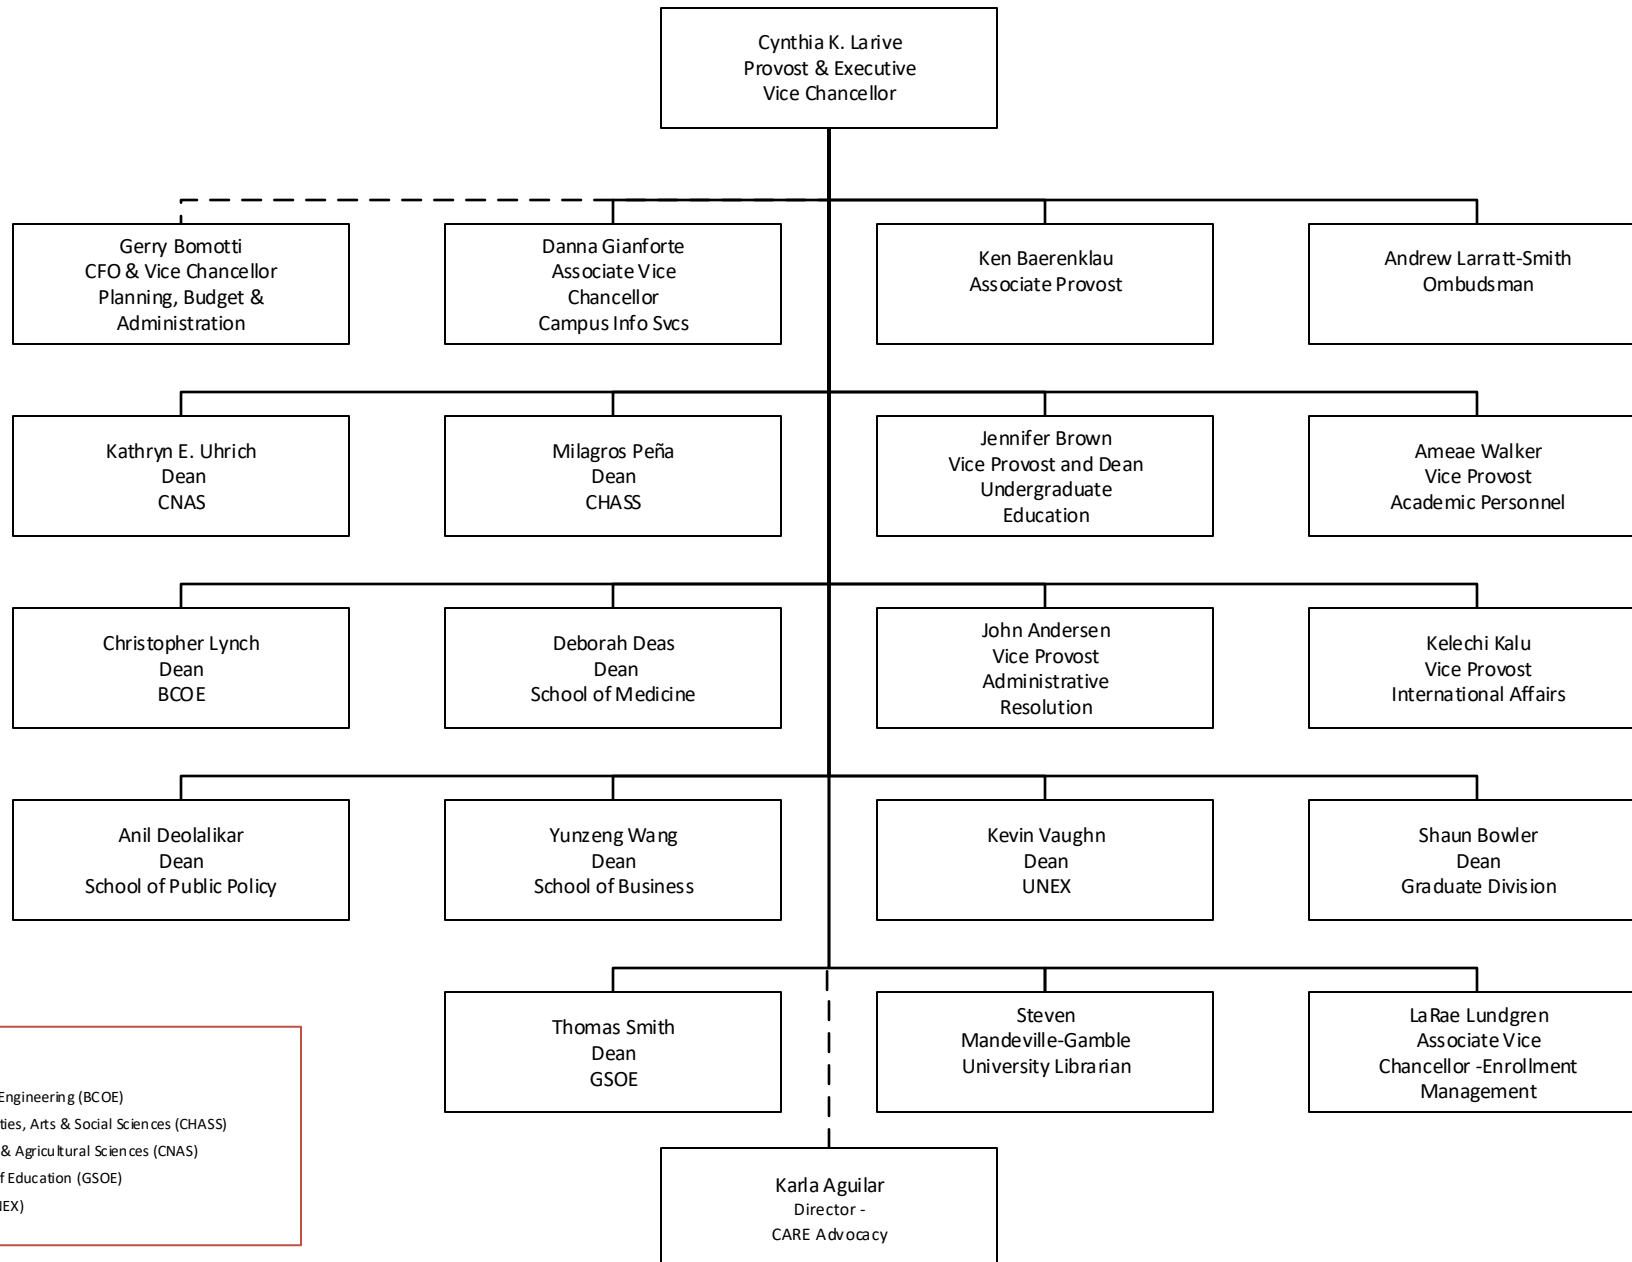 Cynthia K. Larive
Provost & Executive
Vice Chancellor
Gerry Bomotti
CFO & Vice Chancellor
Planning, Budget &
Administration
Danna Gianforte
Associate Vice
Chancellor
Campus Info Svcs
Ken Baerenklau
Associate Provost
Andrew Larratt-Smith
Ombudsman
Kathryn E. Uhrich
Dean
CNAS
Milagros Peña
Dean
CHASS
Jennifer Brown
Vice Provost and Dean
Undergraduate
Education
Ameae Walker
Vice Provost
Academic Personnel
Christopher Lynch
Dean
BCOE
Deborah Deas
Dean
School of Medicine
John Andersen
Vice Provost
Administrative
Resolution
Kelechi Kalu
Vice Provost
International Affairs
Anil Deolalikar
Dean
School of Public Policy
Yunzeng Wang
Dean
School of Business
Kevin Vaughn
Dean
UNEX
Shaun Bowler
Dean
Graduate Division
Thomas Smith
Dean
GSOE
Steven
Mandeville-Gamble
University Librarian
LaRae Lundgren
Associate Vice
Chancellor -Enrollment
Management
Engineering (BCOE)
ties, Arts & Social Sciences (CHASS)
& Agricultural Sciences (CNAS)
f Education (GSOE)
NEX)
Karla Aguilar
Director -
CARE Advocacy